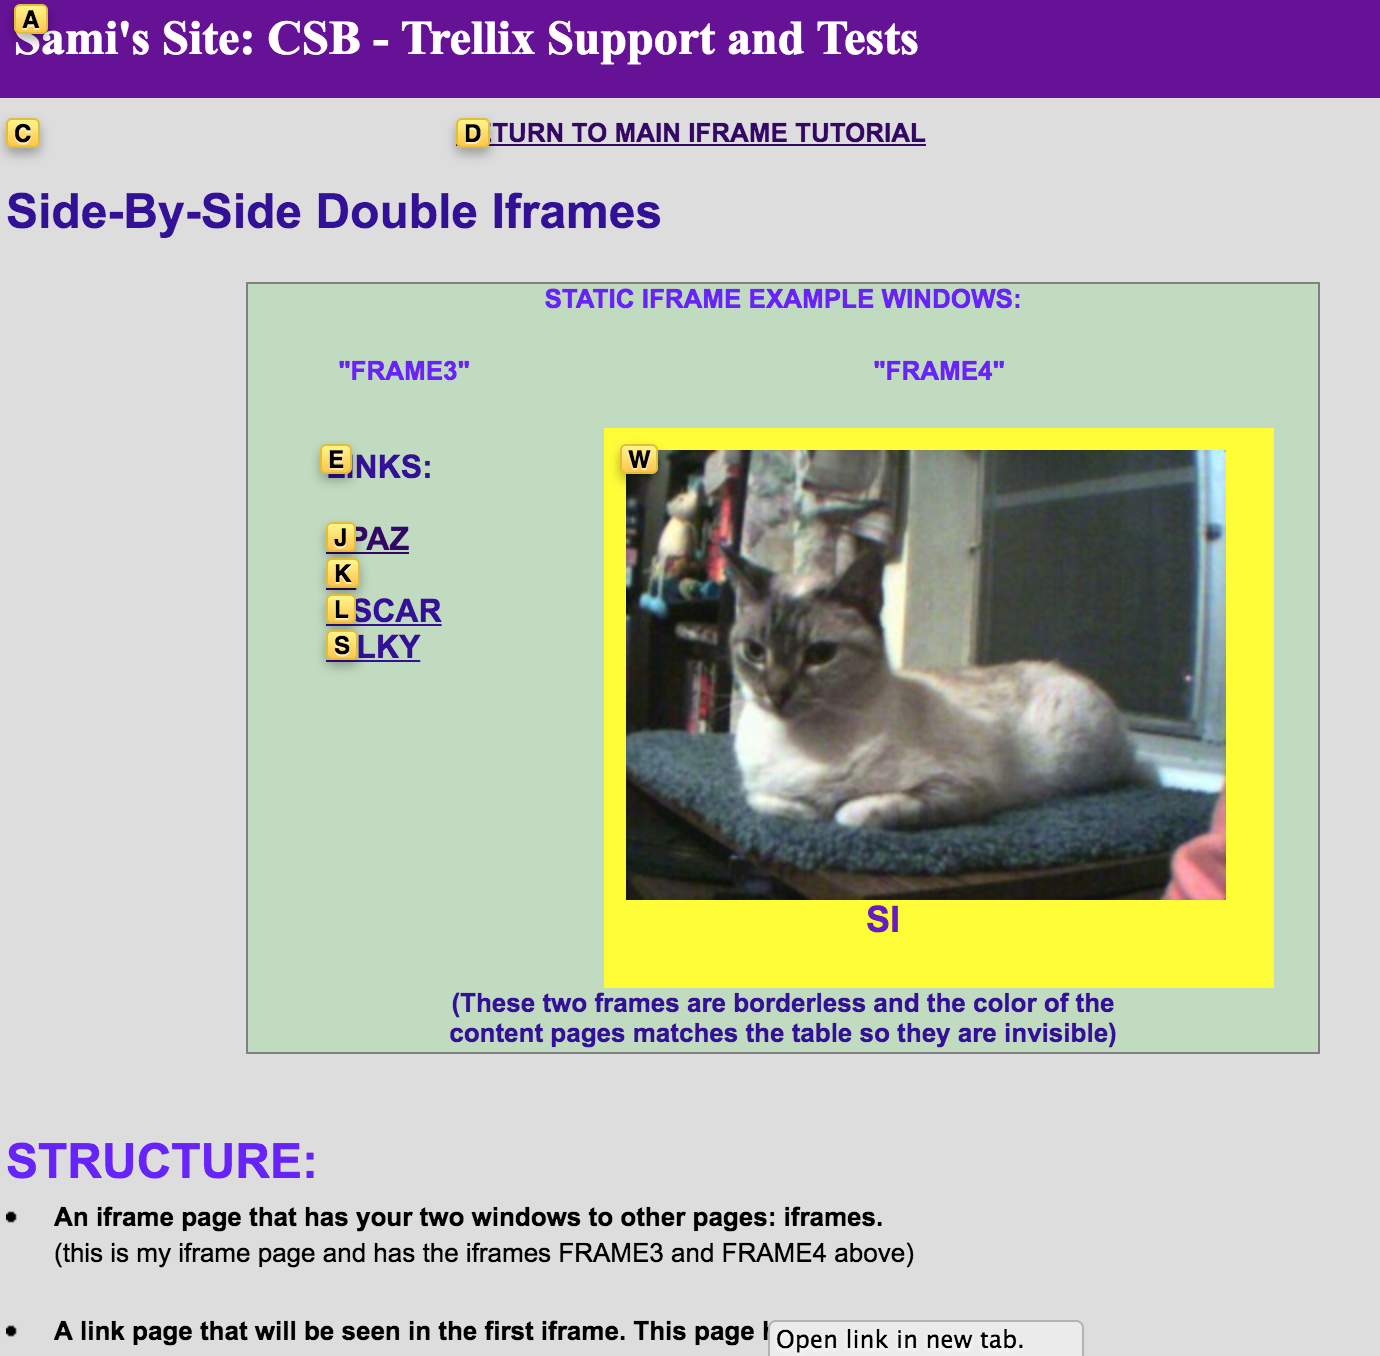 A
Sami's Site: CSB - Trellix Support and Tests
C
D TURN TO MAIN IFRAME TUTORIAL
Side-By-Side Double Iframes
STATIC IFRAME EXAMPLE WINDOWS:
"FRAME3" "FRAME4"
E INKS:
W
J PAZ
K
L SCAR
S LKY
SI
(These two frames are borderless and the color of the
content pages matches the table so they are invisible)
STRUCTURE:
• An iframe page that has your two windows to other pages: iframes.
(this is my iframe page and has the iframes FRAME3 and FRAME4 above)
• A link page that will be seen in the first iframe. This page
Open link in new tab.